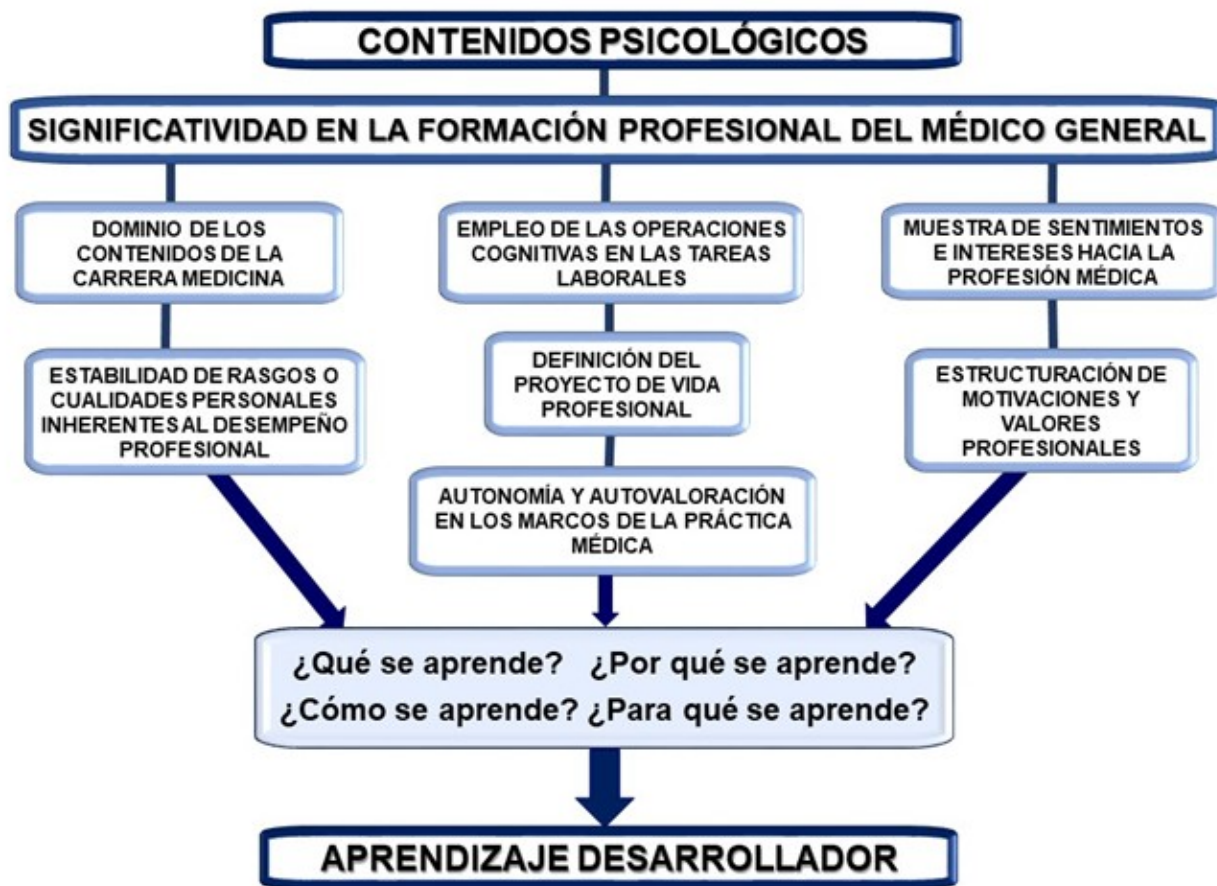 CONTENIDOS PSICOLÓGICOS
SIGNIFICATIVIDAD EN LA FORMACIÓN PROFESIONAL DEL MÉDICO GENERAL
DOMINIO DE LOS
CONTENIDOS DE LA
CARRERA MEDICINA
EMPLEO DE LAS OPERACIONES
COGNITIVAS EN LAS TAREAS
LABORALES
MUESTRA DE SENTIMIENTOS
E INTERESES HACIA LA
PROFESIÓN MÉDICA
ESTABILIDAD DE RASGOS O
CUALIDADES PERSONALES
INHERENTES AL DESEMPEÑO
PROFESIONAL
DEFINICIÓN DEL
PROYECTO DE VIDA
PROFESIONAL
ESTRUCTURACIÓN DE
MOTIVACIONES Y
VALORES
PROFESIONALES
AUTONOMÍA Y AUTOVALORACIÓN
EN LOS MARCOS DE LA PRÁCTICA
MÉDICA
¿Qué se aprende? ¿Por qué se aprende?
¿Cómo se aprende? ¿Para qué se aprende?
APRENDIZAJE DESARROLLADOR